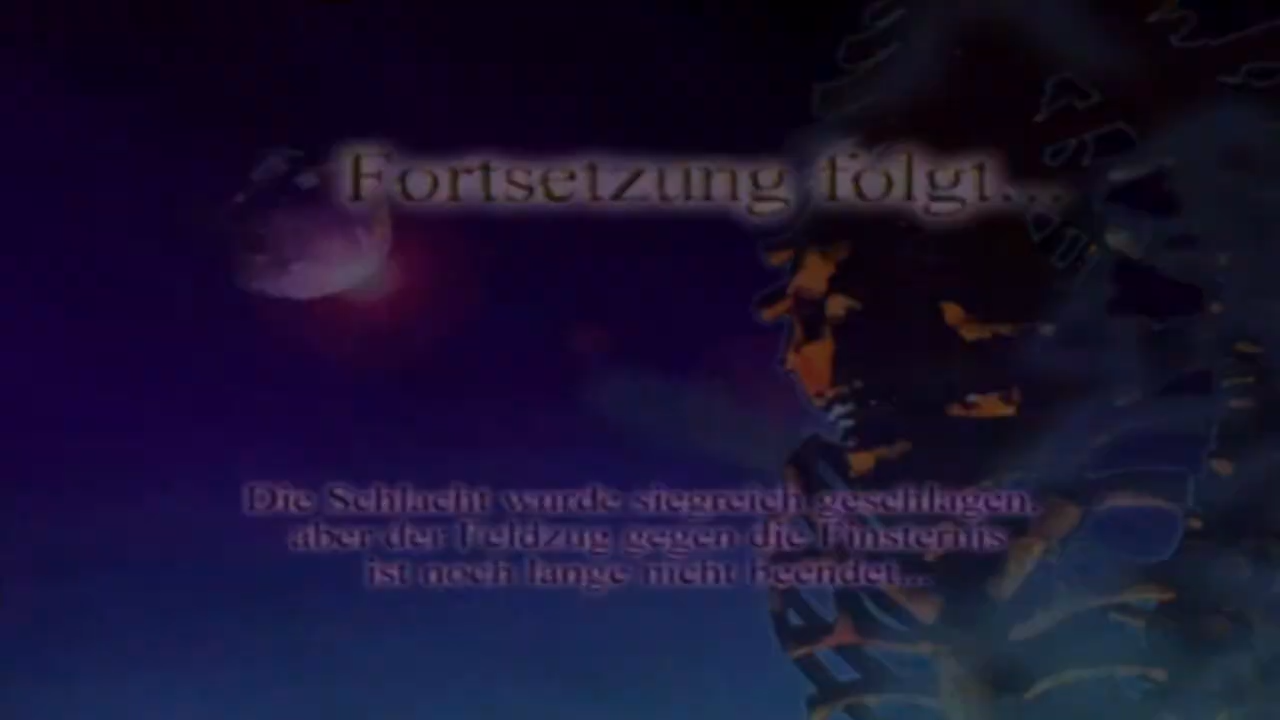 Fortsetzung folgt...
Die Schlacht wurde siegreich geschlagen,
aber der Feldzug gegen die Finsternis
ist noch lange nicht beendet...